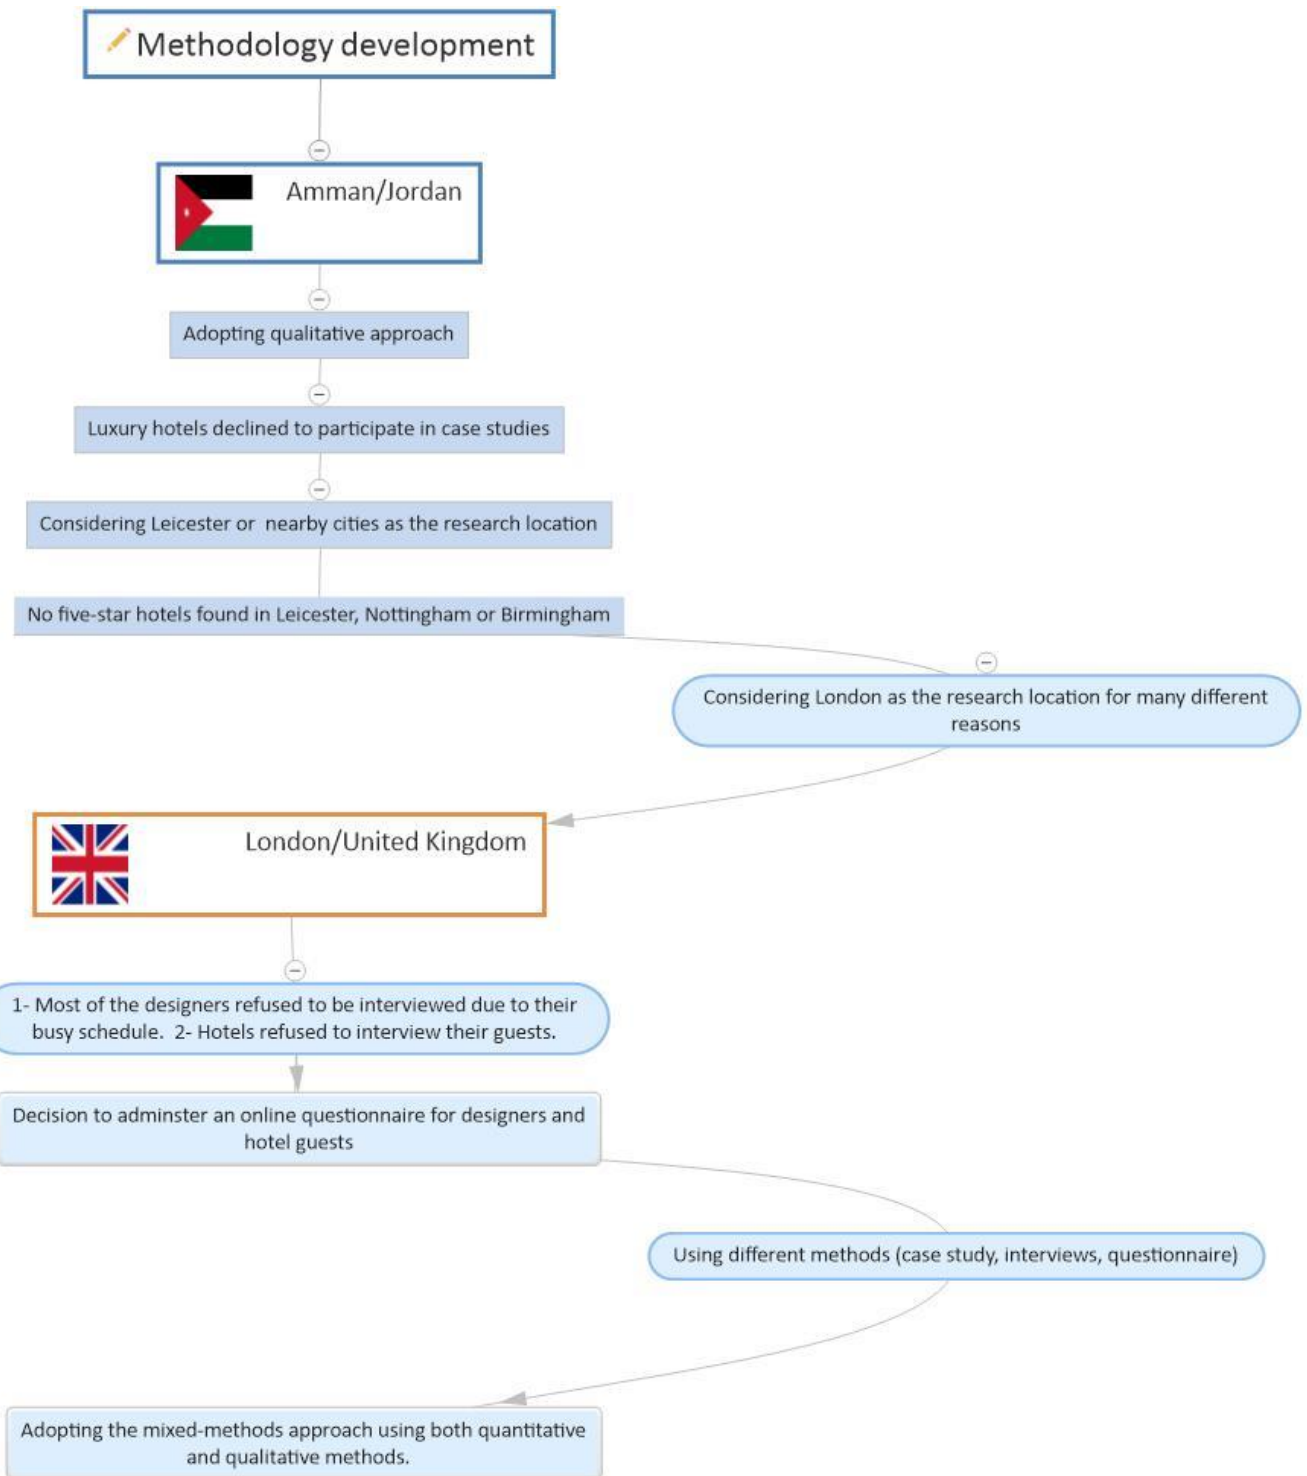 Methodology development
Amman/Jordan
Adopting qualitative approach
Luxury hotels declined to participate in case studies
Considering Leicester or nearby cities as the research location
No five-star hotels found in Leicester, Nottingham or Birmingham
Considering London as the research location for many different
reasons
London/United Kingdom
1- Most of the designers refused to be interviewed due to their
busy schedule. 2- Hotels refused to interview their guests.
Decision to adminster an online questionnaire for designers and
hotel guests
Using different methods (case study, interviews, questionnaire)
Adopting the mixed-methods approach using both quantitative
and qualitative methods.